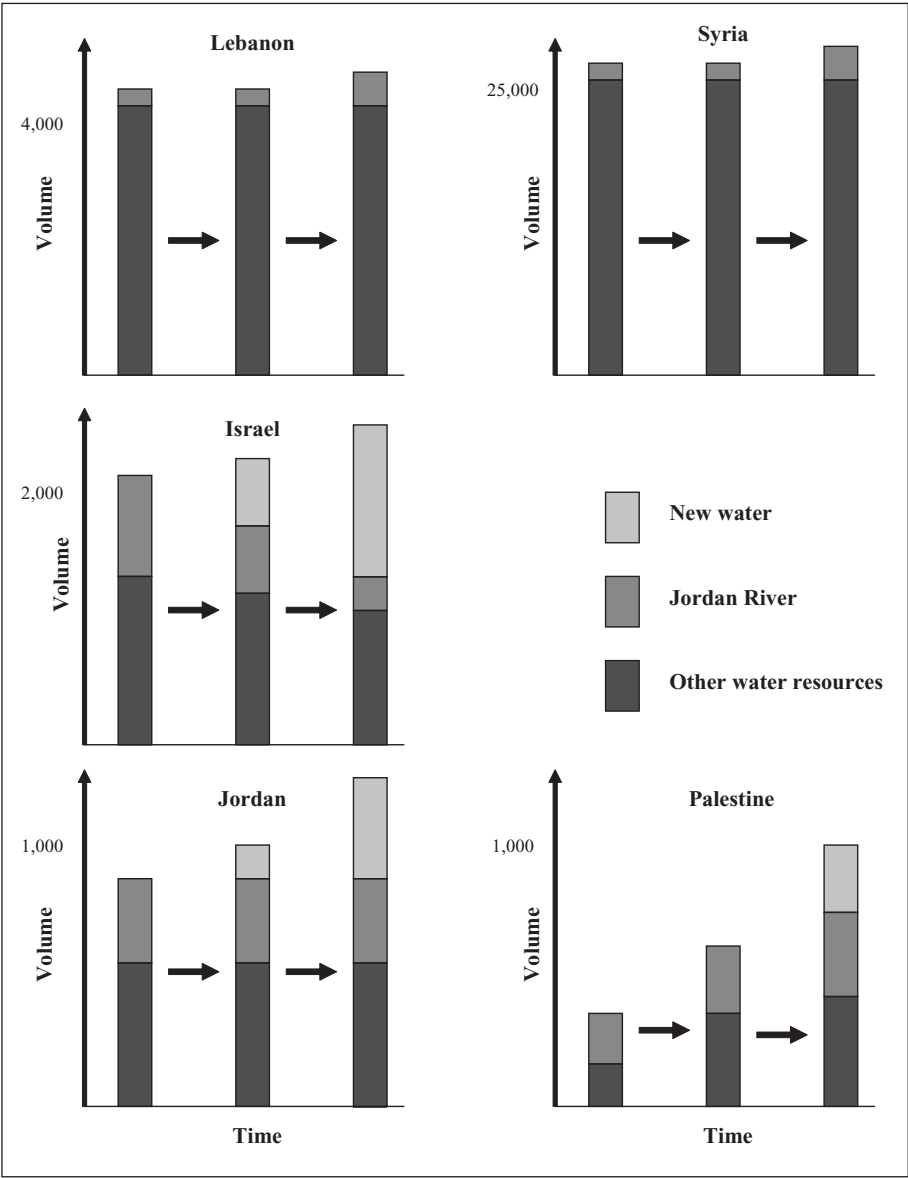 Lebanon
4,000
Volume
Syria
25,000
Volume
Israel
2,000
Volume
New water
Jordan River
Other water resources
Jordan
1,000
Volume
Time
Palestine
1,000
Volume
Time